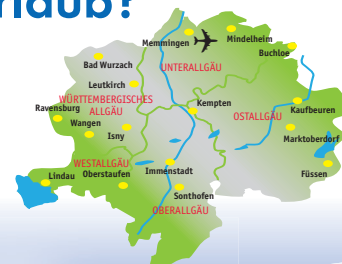 rlaub?
Memmingen
Mindelheim
Buchloe
Bad Wurzach
UNTERALLGÄU
Leutkirch
WÜRTTEMBERGISCHES
ALLGÄU
Ravensburg
Kempten
Kaufbeuren
Wangen
OSTALLGÄU
Isny
Marktoberdorf
WESTALLGÄU
Immenstadt
Füssen
Lindau
Oberstaufen
Sonthofen
OBERALLGÄU